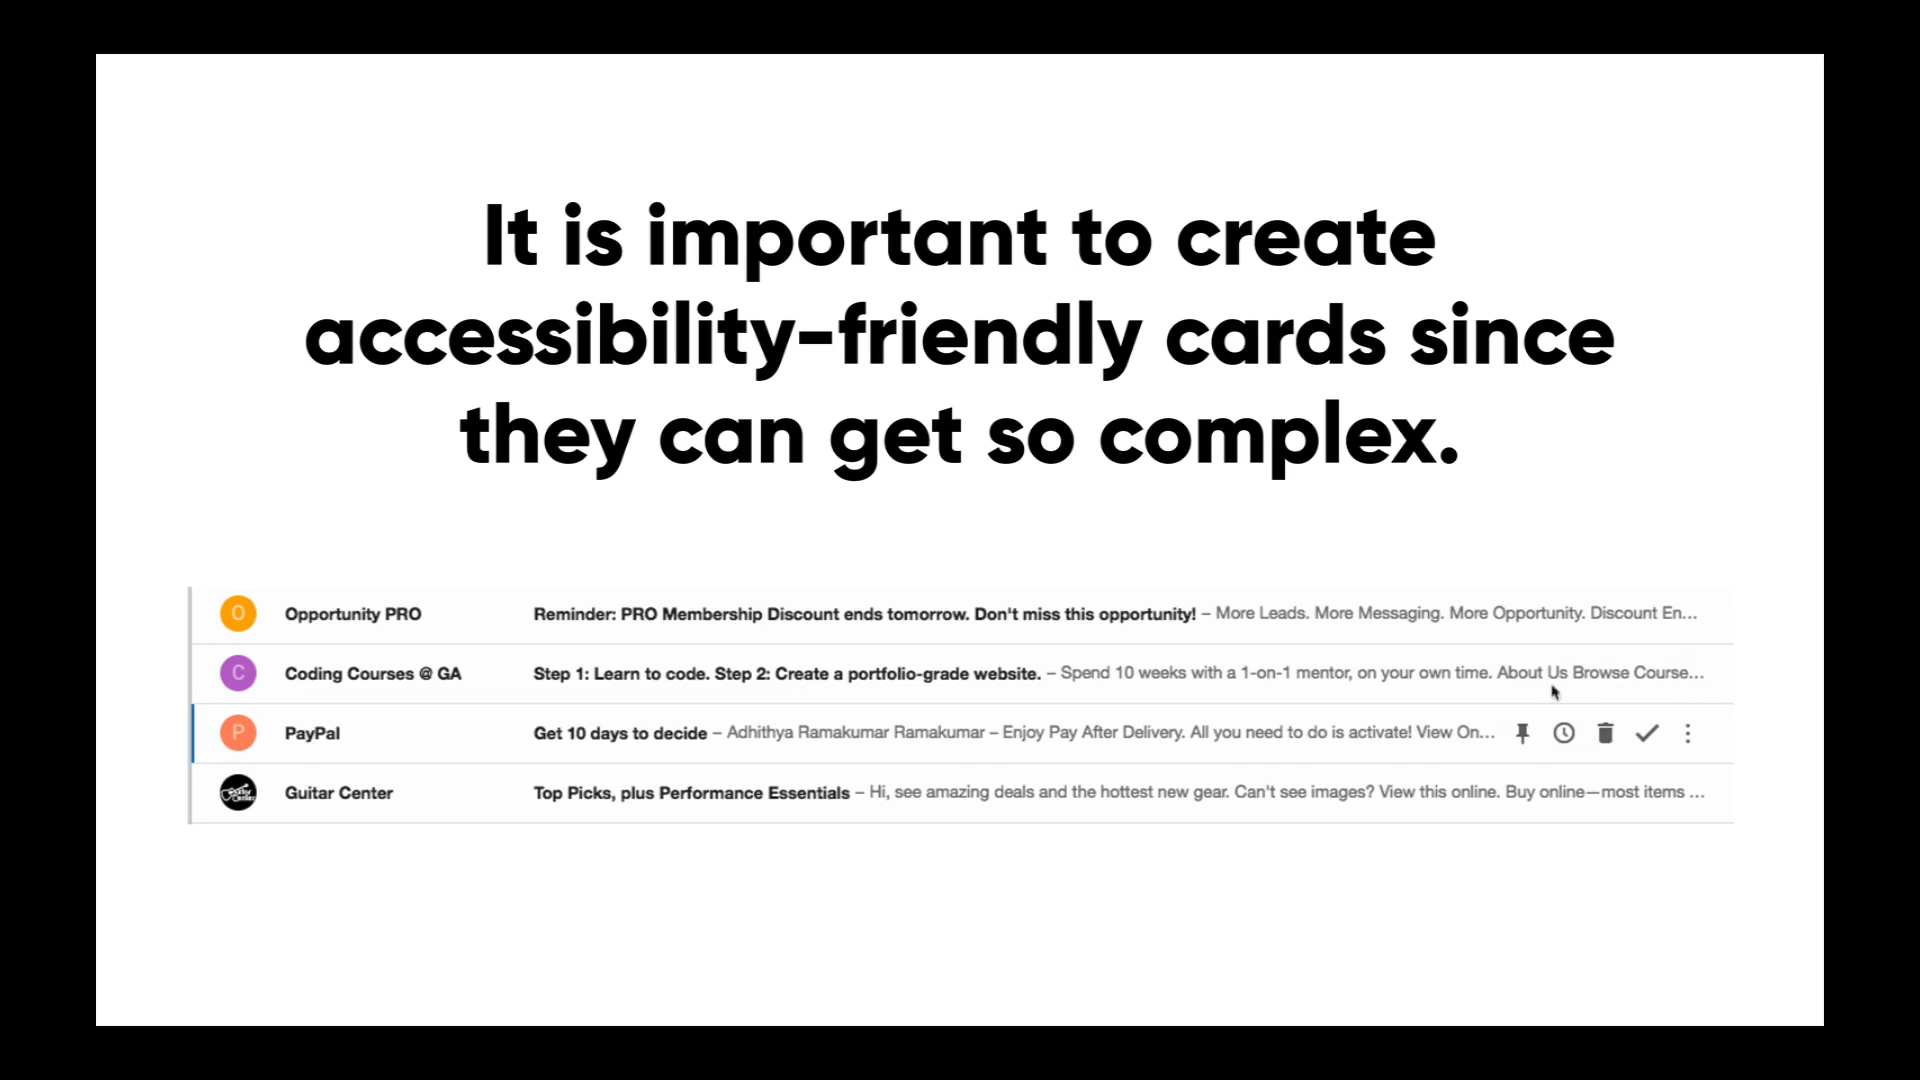 It is important to create
accessibility-friendly cards since
they can get so complex.
O Opportunity PRO Reminder: PRO Membership Discount ends tomorrow. Don't miss this opportunity! – More Leads. More Messaging. More Opportunity. Discount En...
C Coding Courses @ GA Step 1: Learn to code. Step 2: Create a portfolio-grade website. – Spend 10 weeks with a 1-on-1 mentor, on your own time. About Us Browse Course...
P PayPal Get 10 days to decide – Adhithya Ramakumar Ramakumar – Enjoy Pay After Delivery. All you need to do is activate! View On...
Guitar Center Top Picks, plus Performance Essentials – Hi, see amazing deals and the hottest new gear. Can't see images? View this online. Buy online—most items ...